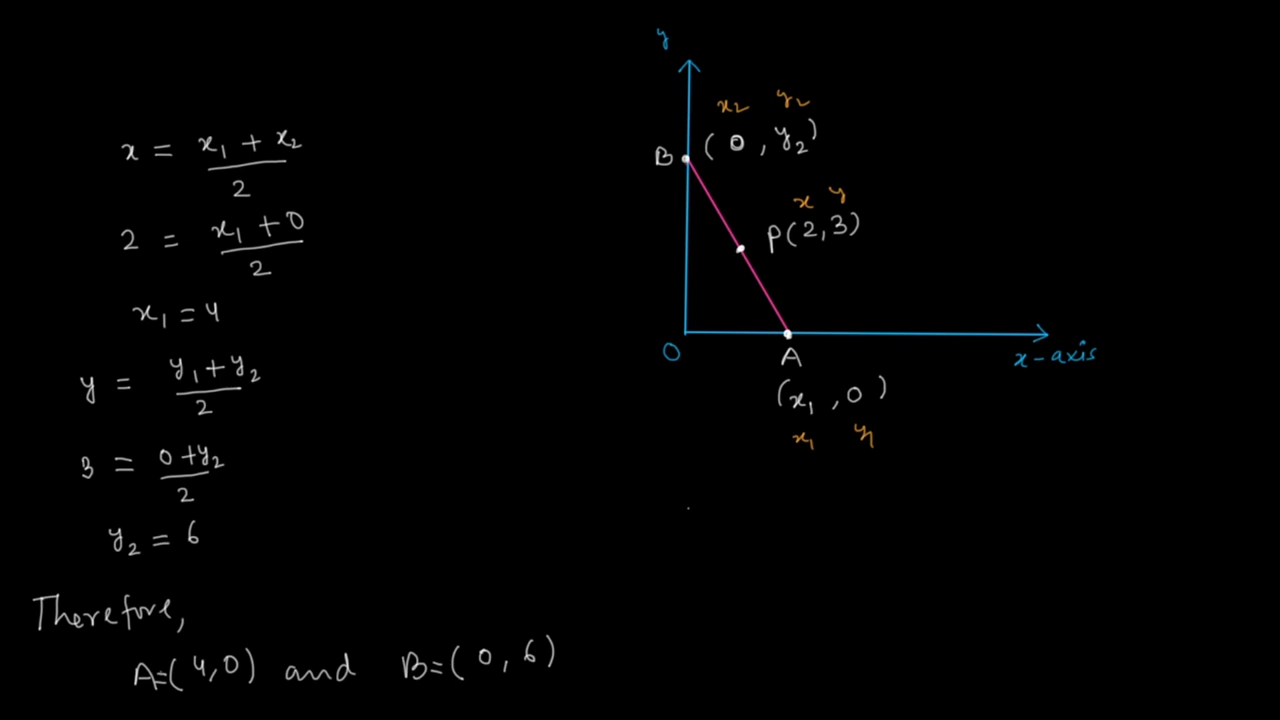 x = x₁ + x₂ / 2
2 = x₁ + 0 / 2
x₁ = 4
y = y₁ + y₂ / 2
3 = 0 + y₂ / 2
y₂ = 6
Therefore,
A=(4,0) and B=(0,6)
y
x₂ y₂
B (0, y₂)
x y
P(2,3)
O
A
x-axis
(x₁, 0)
x₁ y₁